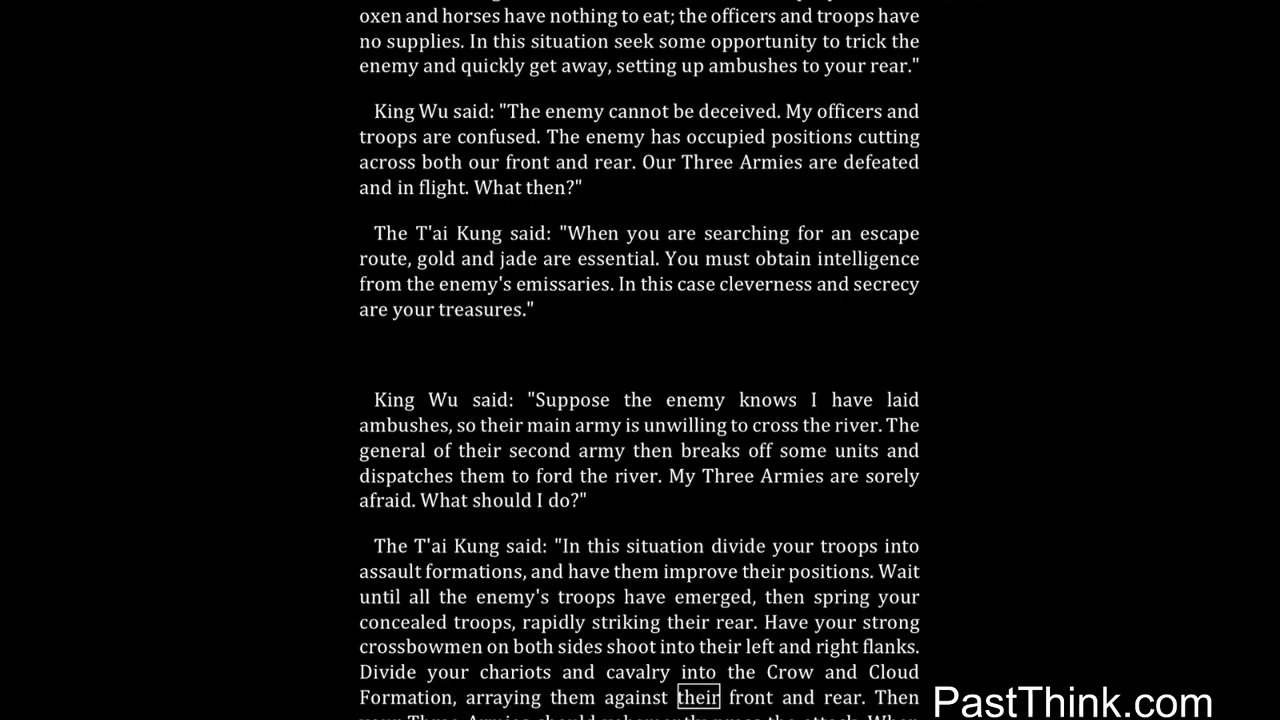 oxen and horses have nothing to eat; the officers and troops have
no supplies. In this situation seek some opportunity to trick the
enemy and quickly get away, setting up ambushes to your rear."
King Wu said: "The enemy cannot be deceived. My officers and
troops are confused. The enemy has occupied positions cutting
across both our front and rear. Our Three Armies are defeated
and in flight. What then?"
The T'ai Kung said: "When you are searching for an escape
route, gold and jade are essential. You must obtain intelligence
from the enemy's emissaries. In this case cleverness and secrecy
are your treasures."
King Wu said: "Suppose the enemy knows I have laid
ambushes, so their main army is unwilling to cross the river. The
general of their second army then breaks off some units and
dispatches them to ford the river. My Three Armies are sorely
afraid. What should I do?"
The T'ai Kung said: "In this situation divide your troops into
assault formations, and have them improve their positions. Wait
until all the enemy's troops have emerged, then spring your
concealed troops, rapidly striking their rear. Have your strong
crossbowmen on both sides shoot into their left and right flanks.
Divide your chariots and cavalry into the Crow and Cloud
Formation, arraying them against their front and rear. Then
your Three Armies should vehemently press the attack. When
PastThink.com